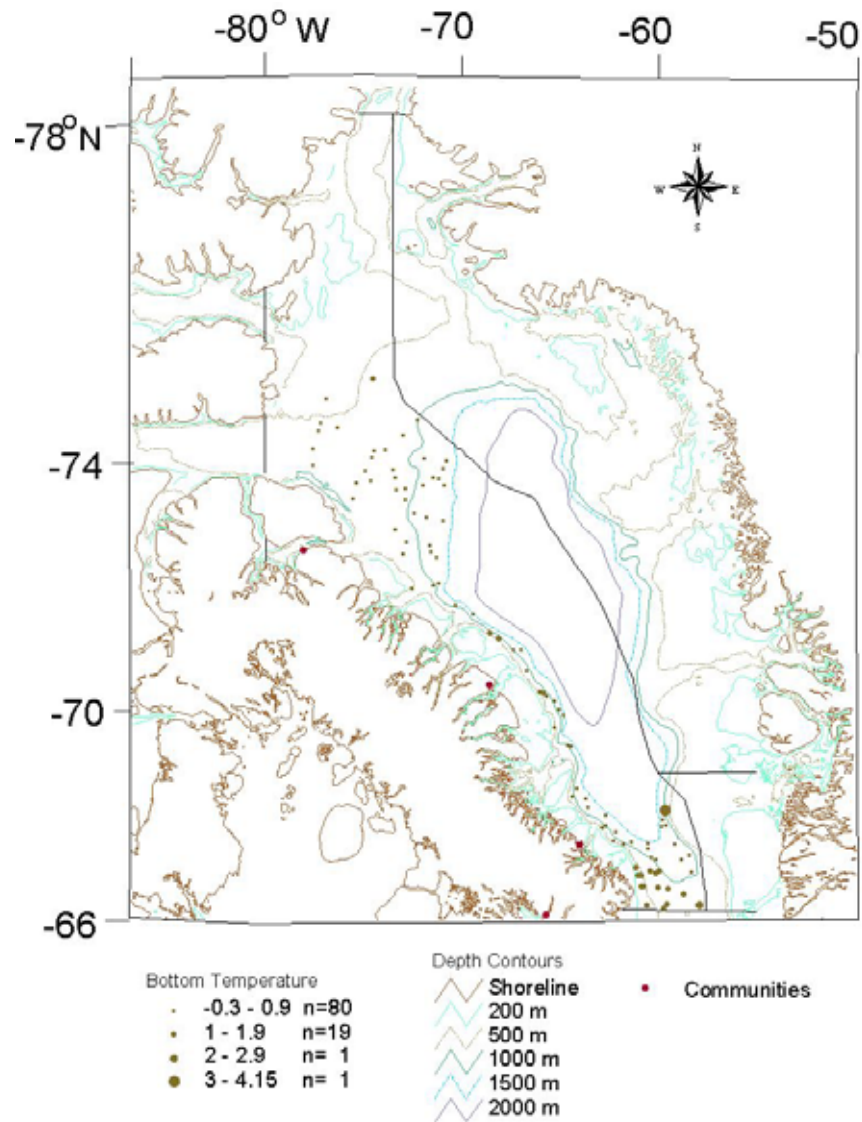 -80° W -70 -60 -50
-78°N
N
W E
S
-74
-70
-66
Bottom Temperature
-0.3 - 0.9 n=80
1 - 1.9 n=19
2 - 2.9 n= 1
3 - 4.15 n= 1
Depth Contours
Shoreline
200 m
500 m
1000 m
1500 m
2000 m
Communities